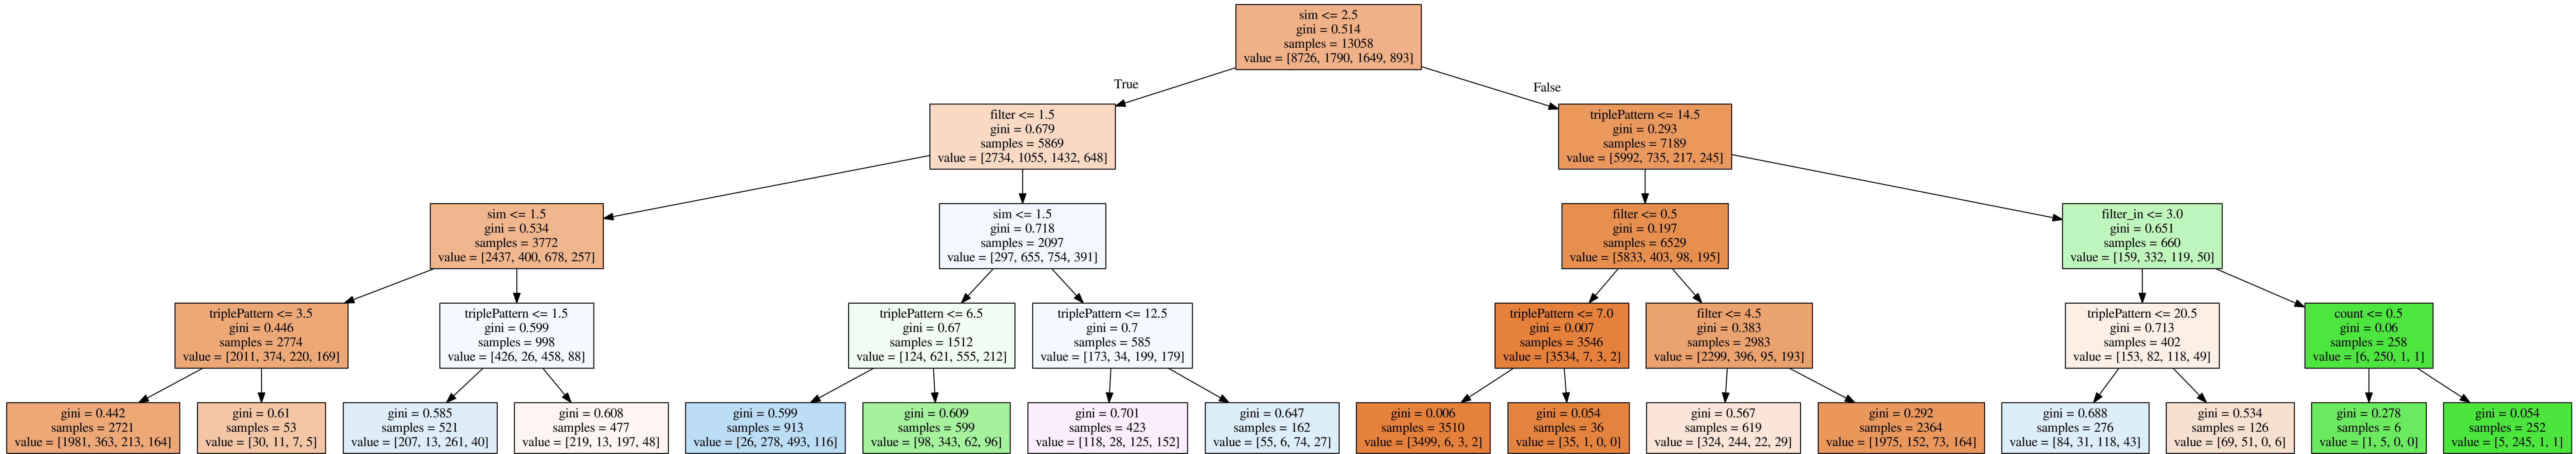 sim <= 2.5
gini = 0.514
samples = 13058
value = [8726, 1790, 1649, 893]
True
False
filter <= 1.5
gini = 0.679
samples = 5869
value = [2734, 1055, 1432, 648]
triplePattern <= 14.5
gini = 0.293
samples = 7189
value = [5992, 735, 217, 245]
sim <= 1.5
gini = 0.534
samples = 3772
value = [2437, 400, 678, 257]
sim <= 1.5
gini = 0.718
samples = 2097
value = [297, 655, 754, 391]
filter <= 0.5
gini = 0.197
samples = 6529
value = [5833, 403, 98, 195]
filter_in <= 3.0
gini = 0.651
samples = 660
value = [159, 332, 119, 50]
triplePattern <= 3.5
gini = 0.446
samples = 2774
value = [2011, 374, 220, 169]
triplePattern <= 1.5
gini = 0.599
samples = 998
value = [426, 26, 458, 88]
triplePattern <= 6.5
gini = 0.67
samples = 1512
value = [124, 621, 555, 212]
triplePattern <= 12.5
gini = 0.7
samples = 585
value = [173, 34, 199, 179]
triplePattern <= 7.0
gini = 0.007
samples = 3546
value = [3534, 7, 3, 2]
filter <= 4.5
gini = 0.383
samples = 2983
value = [2299, 396, 95, 193]
triplePattern <= 20.5
gini = 0.713
samples = 402
value = [153, 82, 118, 49]
count <= 0.5
gini = 0.06
samples = 258
value = [6, 250, 1, 1]
gini = 0.442
samples = 2721
value = [1981, 363, 213, 164]
gini = 0.61
samples = 53
value = [30, 11, 7, 5]
gini = 0.585
samples = 521
value = [207, 13, 261, 40]
gini = 0.608
samples = 477
value = [219, 13, 197, 48]
gini = 0.599
samples = 913
value = [26, 278, 493, 116]
gini = 0.609
samples = 599
value = [98, 343, 62, 96]
gini = 0.701
samples = 423
value = [118, 28, 125, 152]
gini = 0.647
samples = 162
value = [55, 6, 74, 27]
gini = 0.006
samples = 3510
value = [3499, 6, 3, 2]
gini = 0.054
samples = 36
value = [35, 1, 0, 0]
gini = 0.567
samples = 619
value = [324, 244, 22, 29]
gini = 0.292
samples = 2364
value = [1975, 152, 73, 164]
gini = 0.688
samples = 276
value = [84, 31, 118, 43]
gini = 0.534
samples = 126
value = [69, 51, 0, 6]
gini = 0.278
samples = 6
value = [1, 5, 0, 0]
gini = 0.054
samples = 252
value = [5, 245, 1, 1]